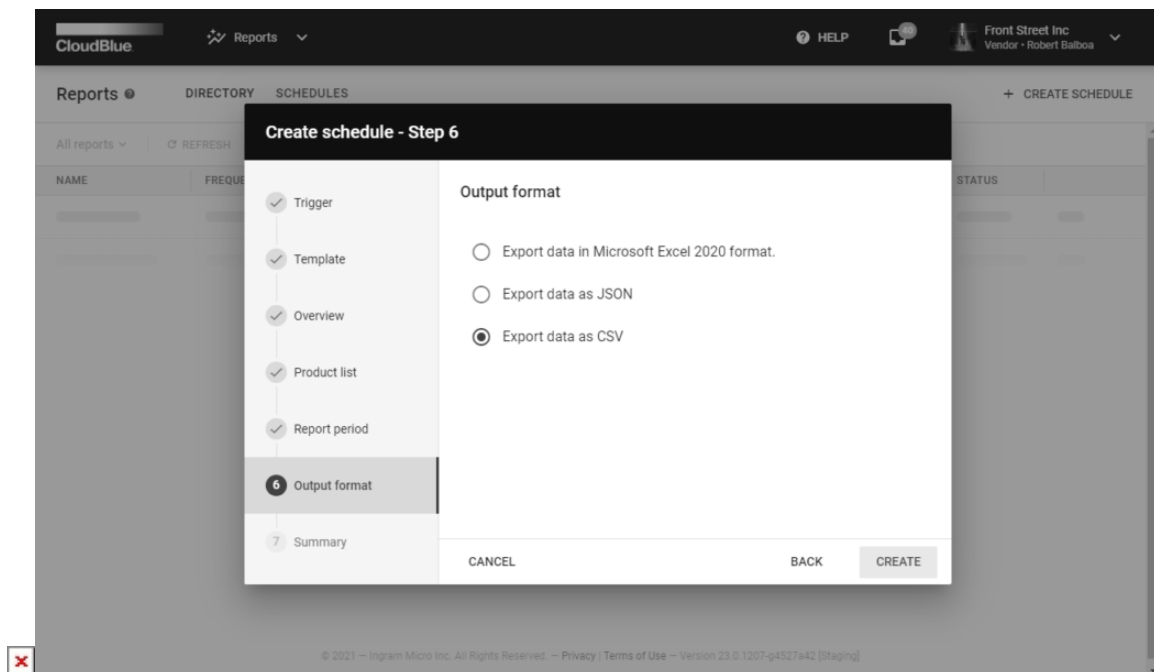 CloudBlue
Reports
HELP
40
Front Street Inc
Vendor • Robert Balboa
Reports
DIRECTORY
SCHEDULES
+ CREATE SCHEDULE
All reports
REFRESH
NAME
FREQUE
STATUS
Create schedule - Step 6
Trigger
Template
Overview
Product list
Report period
6 Output format
7 Summary
Output format
Export data in Microsoft Excel 2020 format.
Export data as JSON
Export data as CSV
CANCEL
BACK
CREATE
© 2021 — Ingram Micro Inc. All Rights Reserved. — Privacy | Terms of Use — Version 23.0.1207-g4527a42 [Staging]